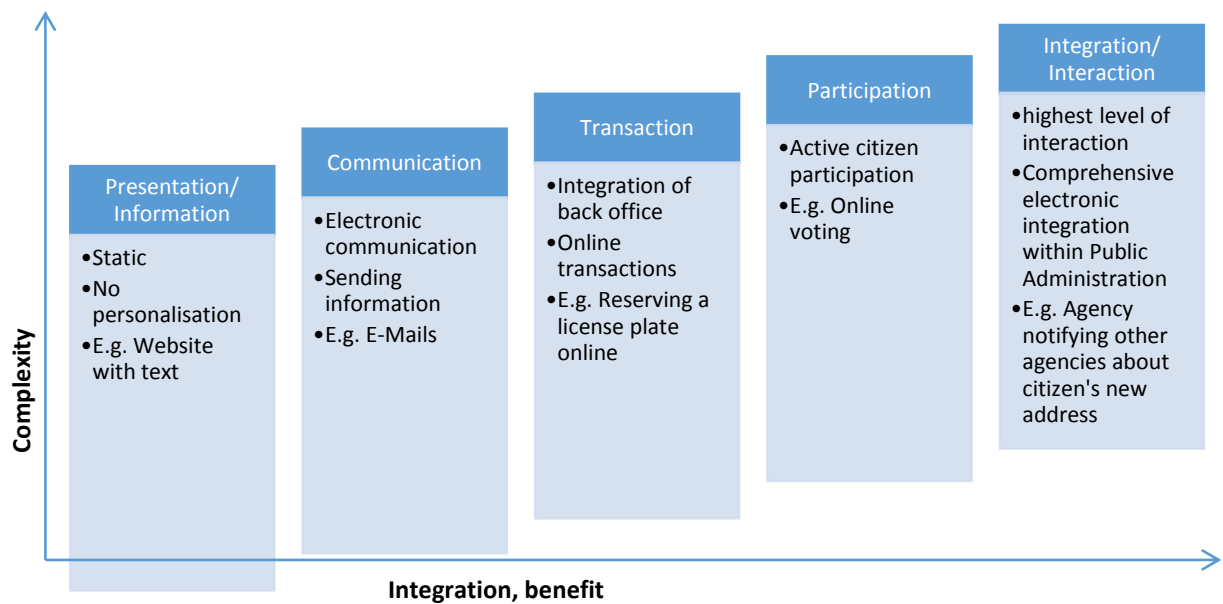 Complexity
Presentation/
Information
•Static
•No
personalisation
•E.g. Website
with text
Communication
•Electronic
communication
•Sending
information
•E.g. E-Mails
Transaction
•Integration of
back office
•Online
transactions
•E.g. Reserving a
license plate
online
Participation
•Active citizen
participation
•E.g. Online
voting
Integration/
Interaction
•highest level of
interaction
•Comprehensive
electronic
integration
within Public
Administration
•E.g. Agency
notifying other
agencies about
citizen's new
address
Integration, benefit